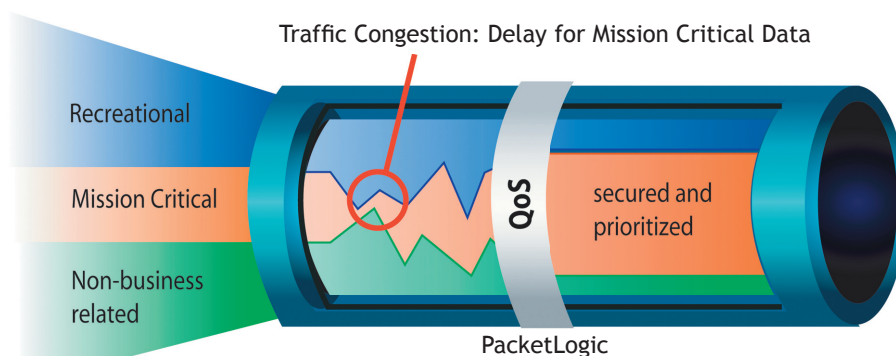 Traffic Congestion: Delay for Mission Critical Data
Recreational
Mission Critical
Non-business
related
QoS
secured and
prioritized
PacketLogic